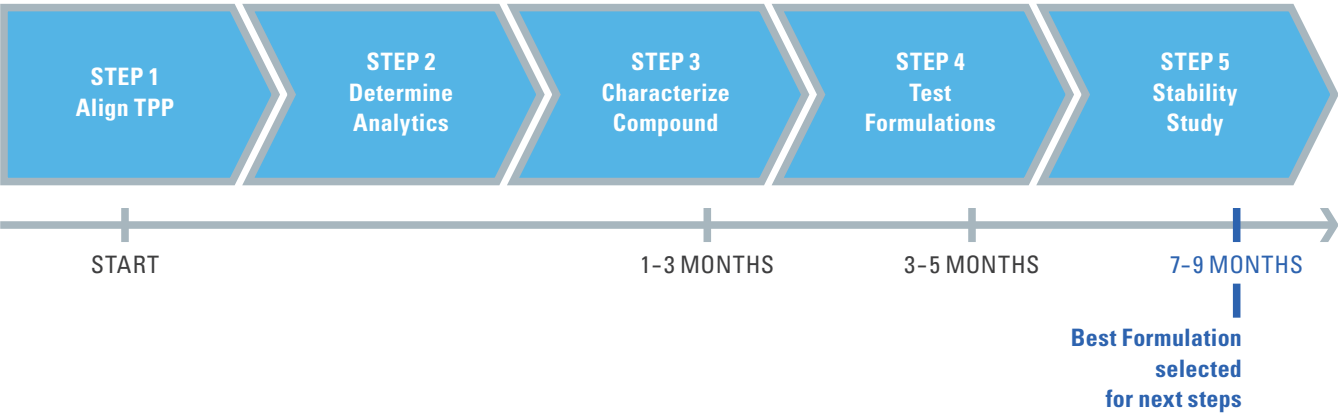 STEP 1
Align TPP
STEP 2
Determine
Analytics
STEP 3
Characterize
Compound
STEP 4
Test
Formulations
STEP 5
Stability
Study
START
1–3 MONTHS
3–5 MONTHS
7–9 MONTHS
Best Formulation
selected
for next steps